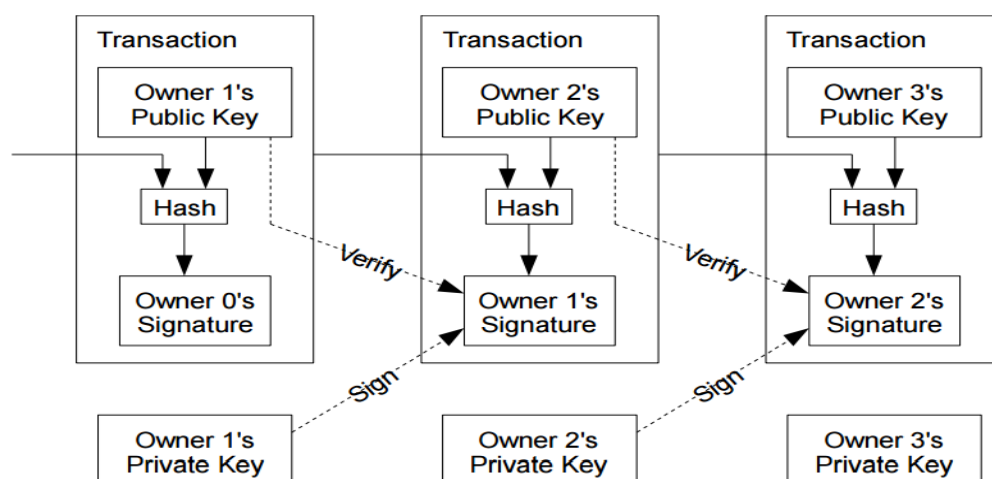 Transaction
Owner 1's
Public Key
Hash
Owner 0's
Signature
Owner 1's
Private Key
Verify
Sign
Transaction
Owner 2's
Public Key
Hash
Owner 1's
Signature
Owner 2's
Private Key
Verify
Sign
Transaction
Owner 3's
Public Key
Hash
Owner 2's
Signature
Owner 3's
Private Key